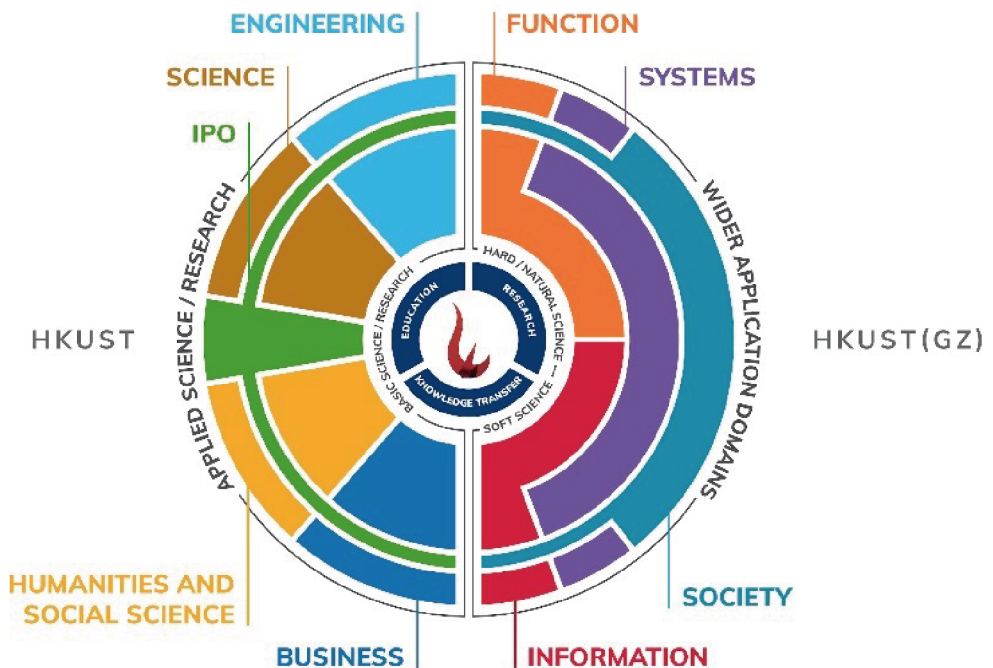 ENGINEERING
FUNCTION
SCIENCE
SYSTEMS
IPO
APPLIED SCIENCE / RESEARCH
WIDER APPLICATION DOMAINS
BASIC SCIENCE / RESEARCH
HARD / NATURAL SCIENCE
SOFT SCIENCE
EDUCATION
RESEARCH
KNOWLEDGE TRANSFER
HKUST
HKUST(GZ)
HUMANITIES AND
SOCIAL SCIENCE
SOCIETY
BUSINESS
INFORMATION